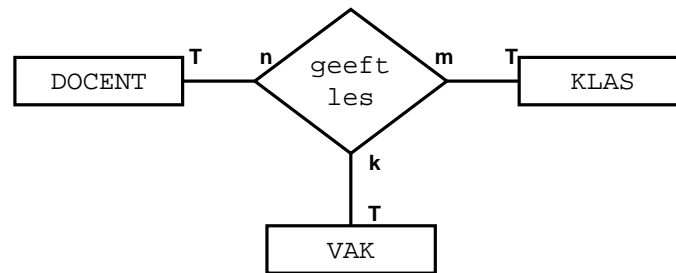 T n m T
DOCENT geeft KLAS
les
k
T
VAK